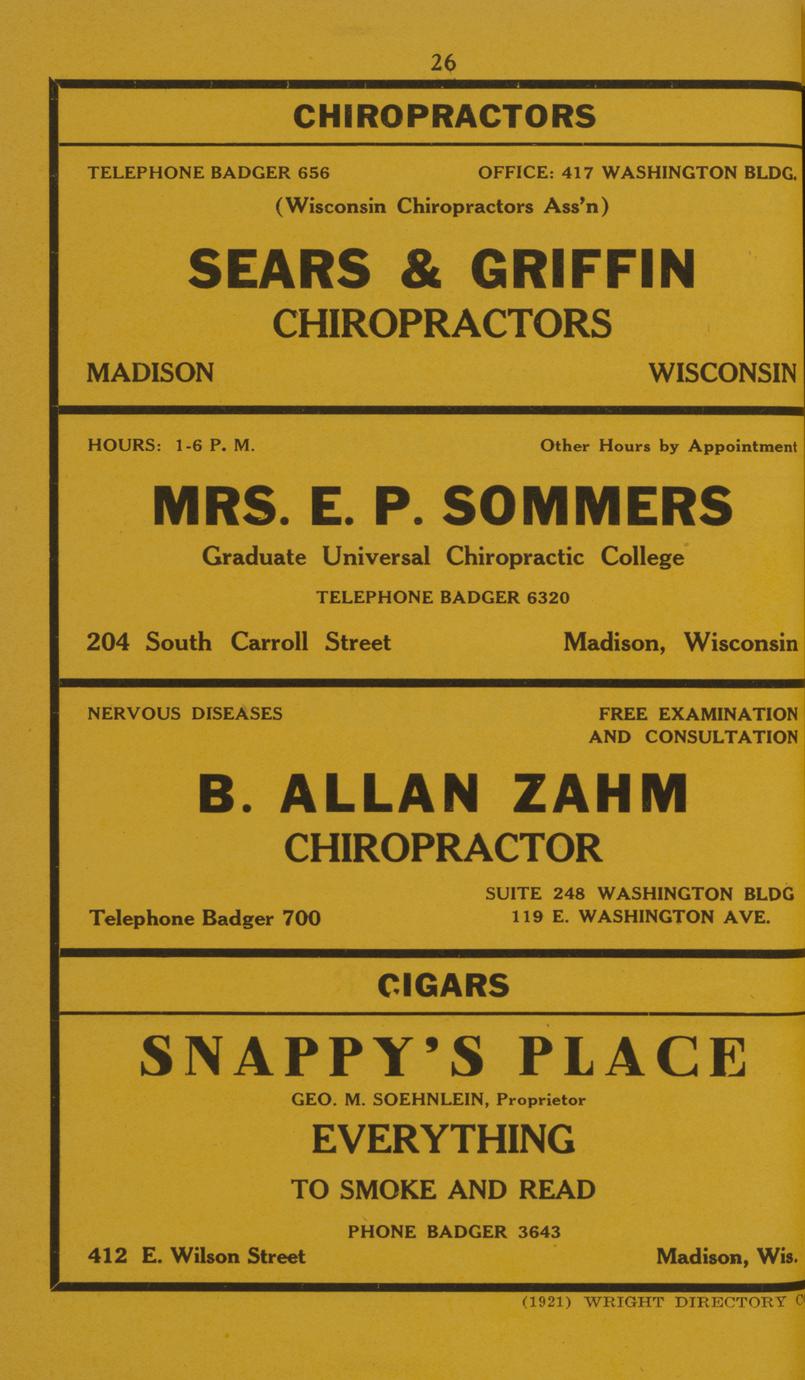 26
CHIROPRACTORS
TELEPHONE BADGER 656 OFFICE: 417 WASHINGTON BLDG.
(Wisconsin Chiropractors Ass'n)
SEARS & GRIFFIN
CHIROPRACTORS
MADISON WISCONSIN
HOURS: 1-6 P. M. Other Hours by Appointment
MRS. E. P. SOMMERS
Graduate Universal Chiropractic College
TELEPHONE BADGER 6320
204 South Carroll Street Madison, Wisconsin
NERVOUS DISEASES FREE EXAMINATION
AND CONSULTATION
B. ALLAN ZAHM
CHIROPRACTOR
SUITE 248 WASHINGTON BLDG
Telephone Badger 700 119 E. WASHINGTON AVE.
CIGARS
SNAPPY'S PLACE
GEO. M. SOEHNLEIN, Proprietor
EVERYTHING
TO SMOKE AND READ
PHONE BADGER 3643
412 E. Wilson Street Madison, Wis.
(1921) WRIGHT DIRECTORY